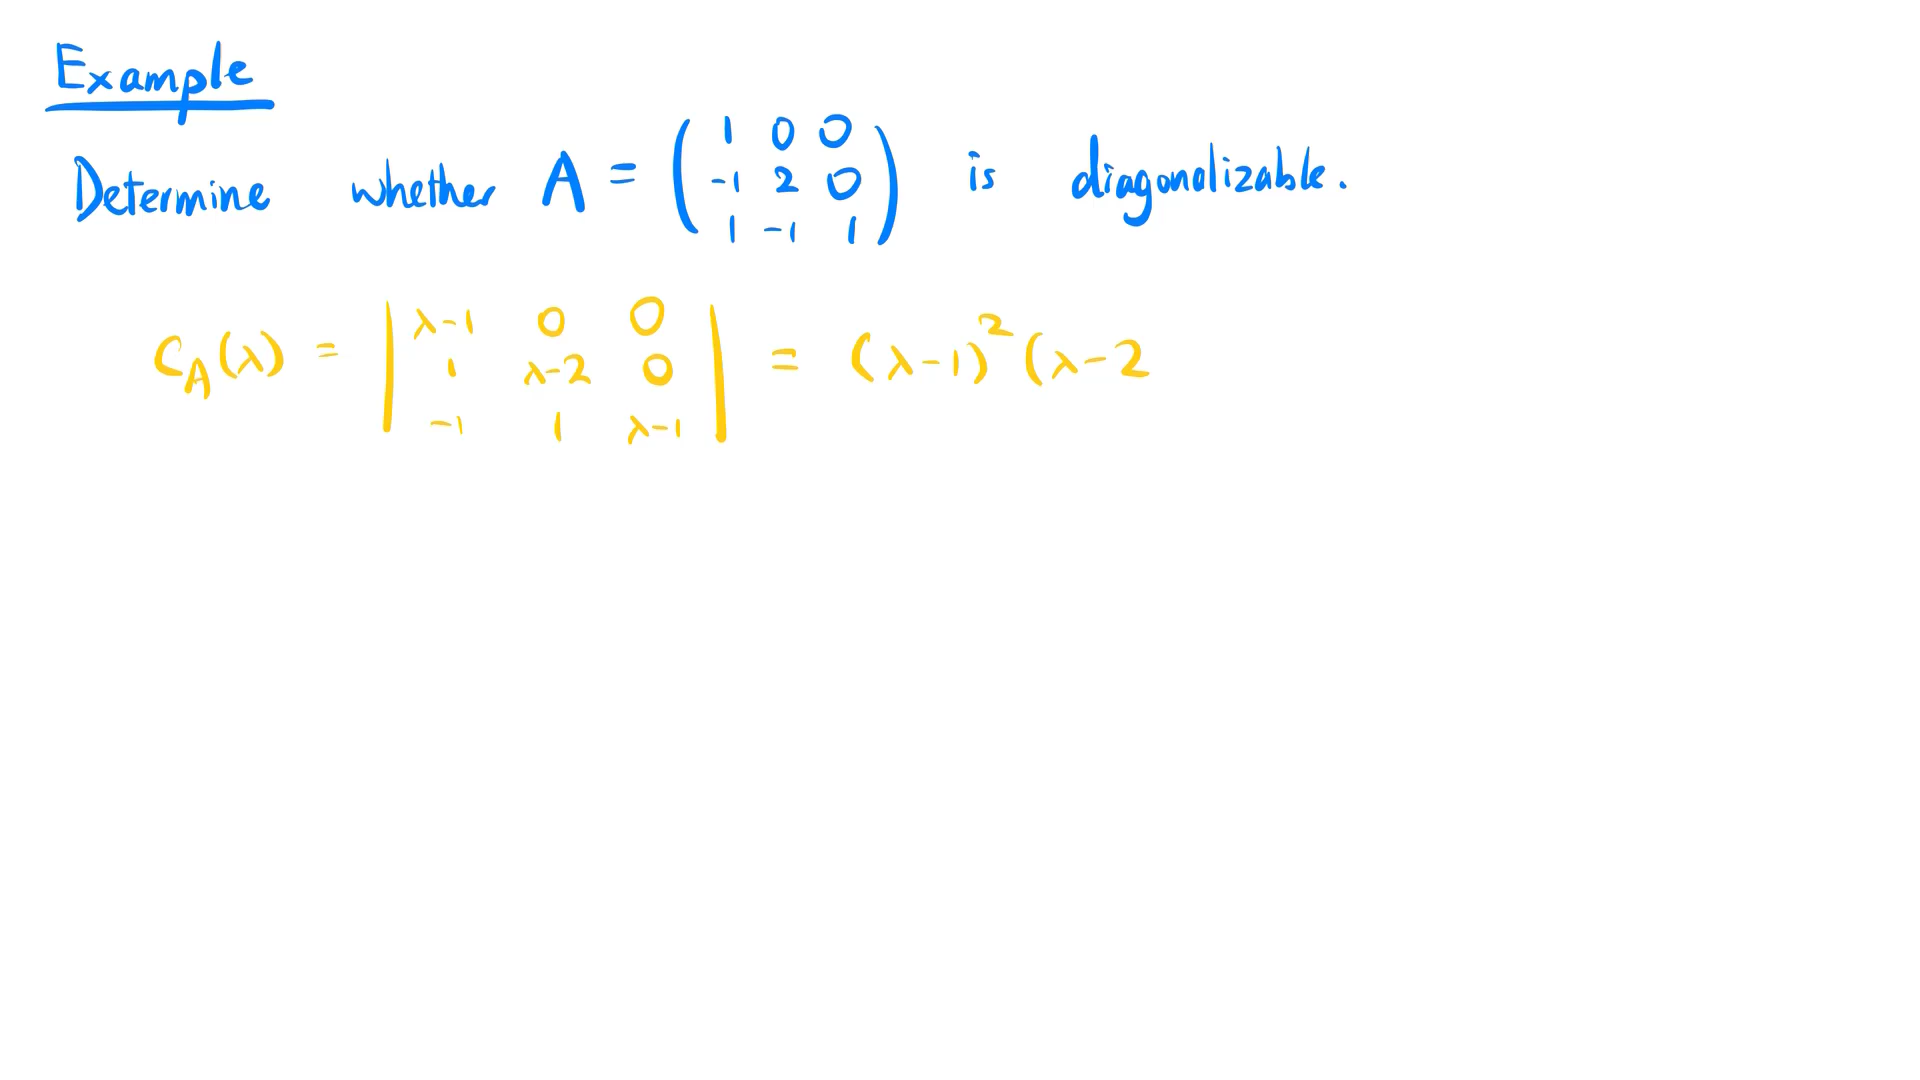 Example
Determine whether A = ( 1 0 0
-1 2 0
1 -1 1 ) is diagonalizable.
C_A(λ) = | λ-1 0 0
1 λ-2 0
-1 1 λ-1 | = (λ-1)² (λ-2